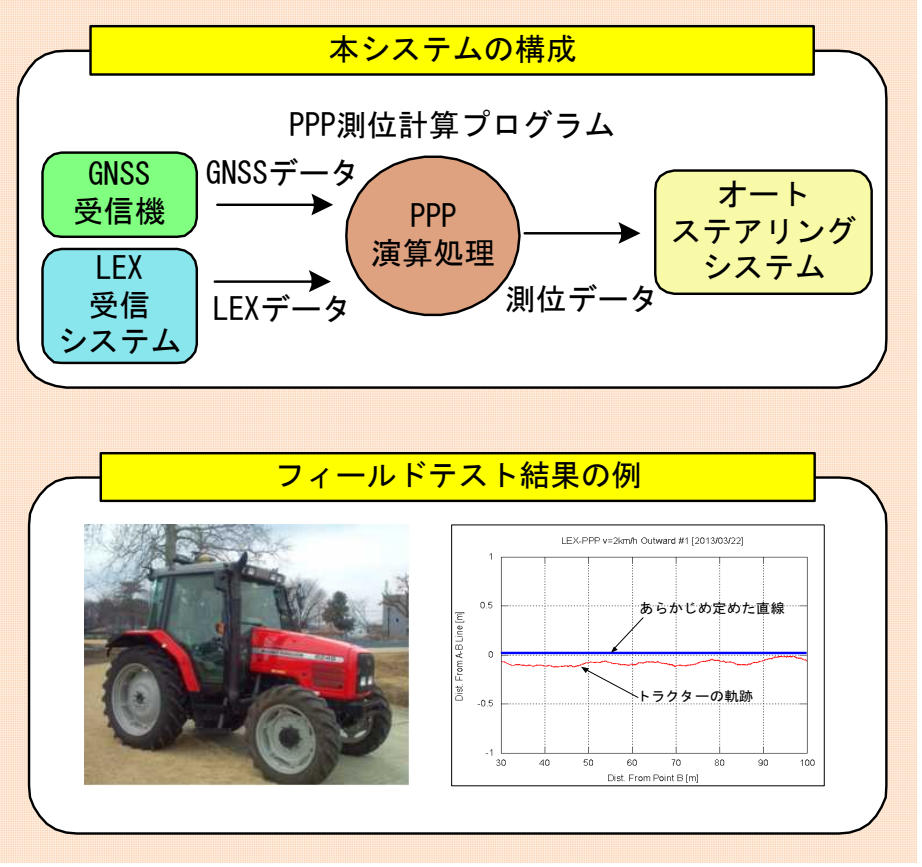 本システムの構成
PPP測位計算プログラム
GNSS
受信機
GNSSデータ
LEX
受信
システム
LEXデータ
PPP
演算処理
測位データ
オート
ステアリング
システム
フィールドテスト結果の例
LEX-PPP v=2km/h Outward #1 [2013/03/22]
Dist. From A-B Line [m]
1
0.5
0
-0.5
-1
あらかじめ定めた直線
トラクターの軌跡
30 40 50 60 70 80 90 100
Dist. From Point B [m]